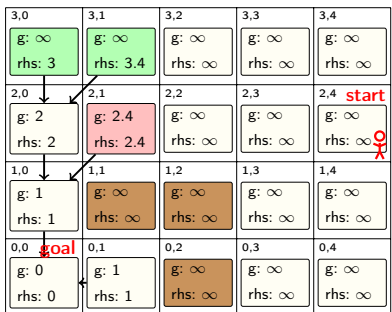 3,0 3,1 3,2 3,3 3,4
g: ∞ g: ∞ g: ∞ g: ∞ g: ∞
rhs: 3 rhs: 3.4 rhs: ∞ rhs: ∞ rhs: ∞
2,0 2,1 2,2 2,3 2,4 start
g: 2 g: 2.4 g: ∞ g: ∞ g: ∞
rhs: 2 rhs: 2.4 rhs: ∞ rhs: ∞ rhs: ∞
1,0 1,1 1,2 1,3 1,4
g: 1 g: ∞ g: ∞ g: ∞ g: ∞
rhs: 1 rhs: ∞ rhs: ∞ rhs: ∞ rhs: ∞
0,0 goal 0,1 0,2 0,3 0,4
g: 0 g: 1 g: ∞ g: ∞ g: ∞
rhs: 0 rhs: 1 rhs: ∞ rhs: ∞ rhs: ∞